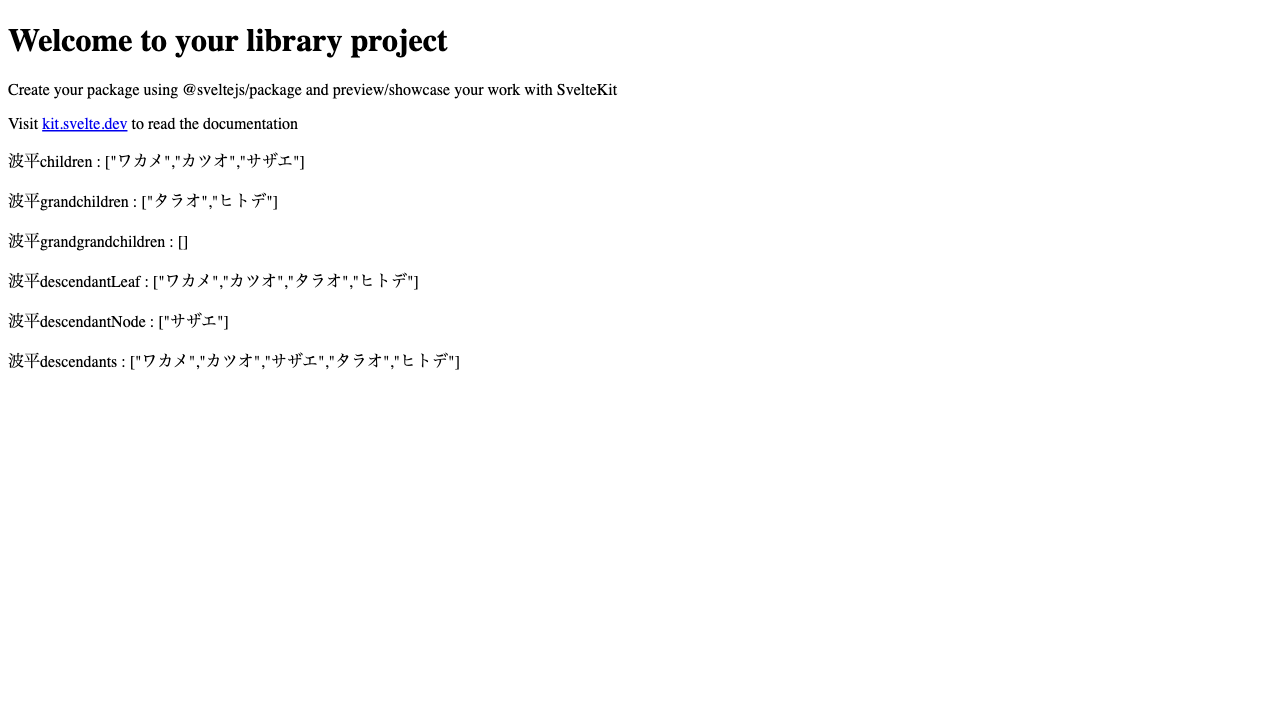 Welcome to your library project
Create your package using @sveltejs/package and preview/showcase your work with SvelteKit
Visit kit.svelte.dev to read the documentation
波平children : ["ワカメ","カツオ","サザエ"]
波平grandchildren : ["タラオ","ヒトデ"]
波平grandgrandchildren : []
波平descendantLeaf : ["ワカメ","カツオ","タラオ","ヒトデ"]
波平descendantNode : ["サザエ"]
波平descendants : ["ワカメ","カツオ","サザエ","タラオ","ヒトデ"]